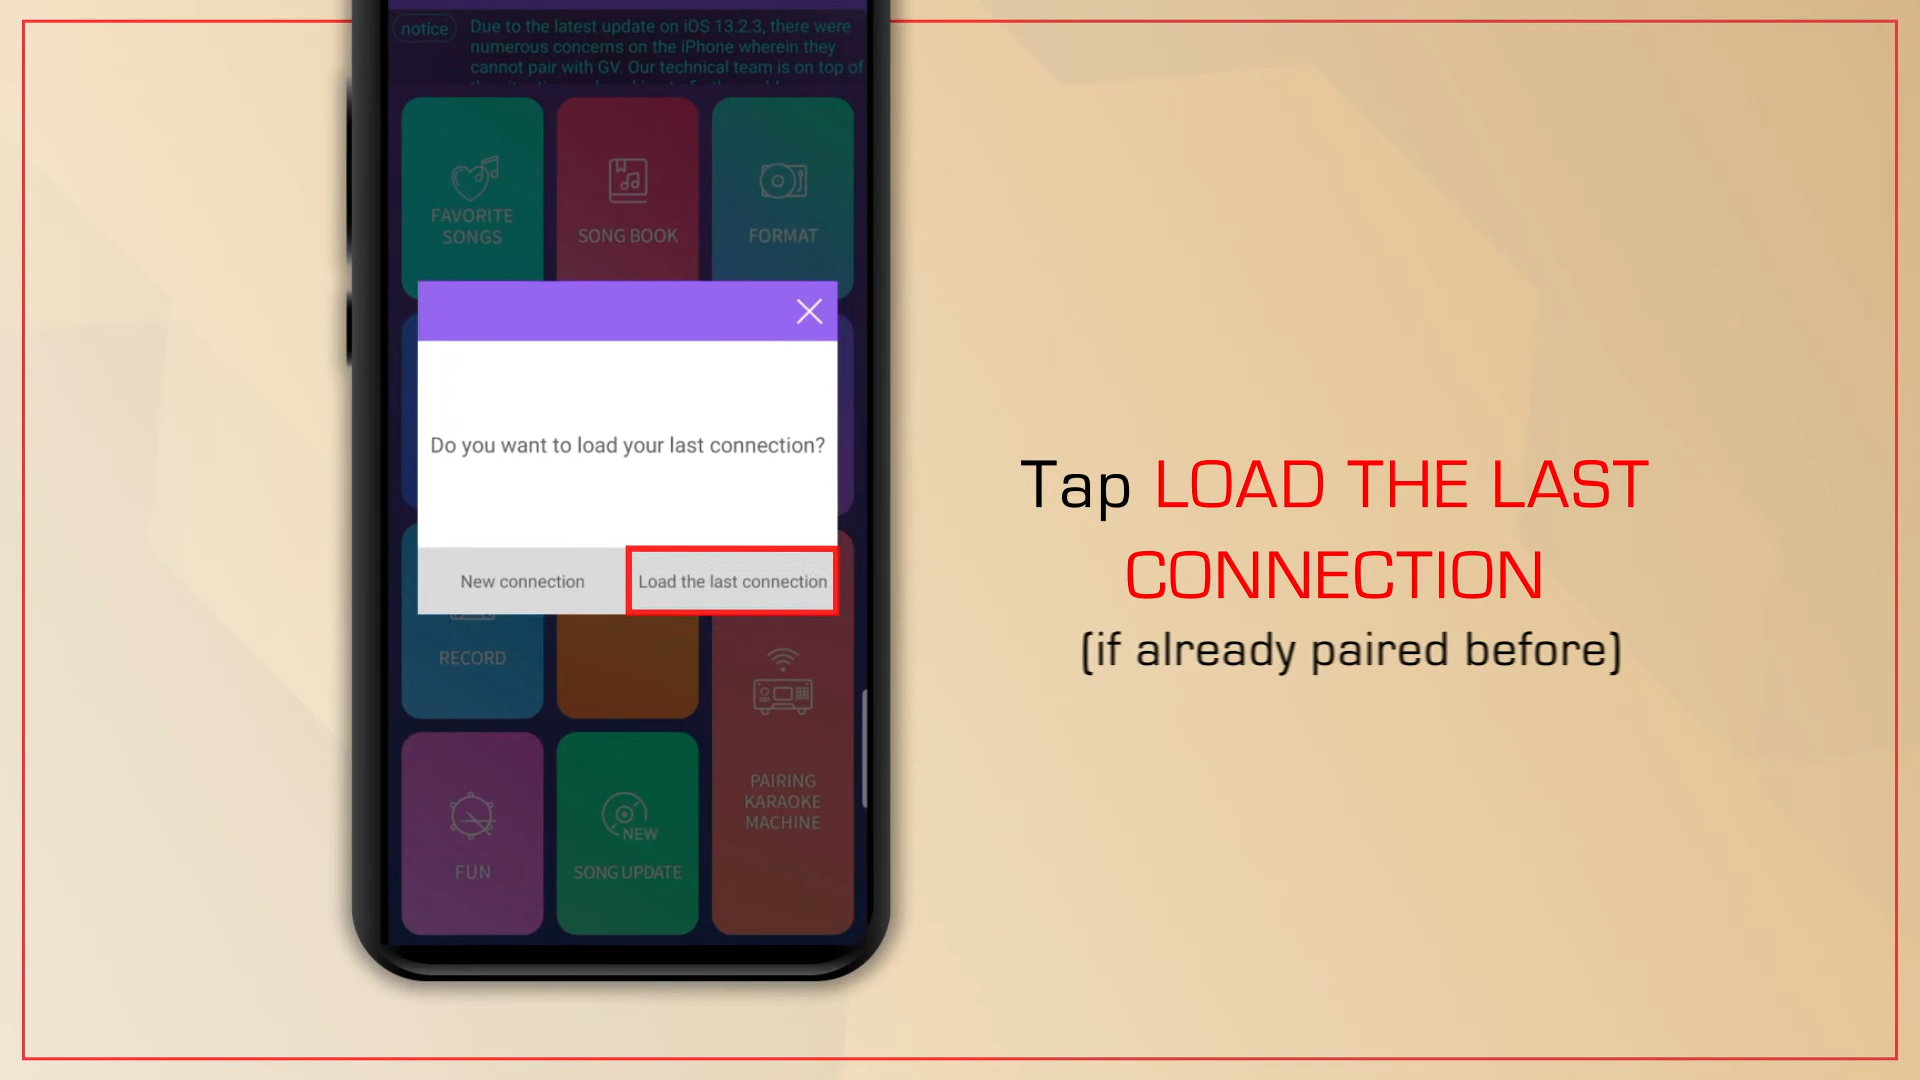 notice
Due to the latest update on iOS 13.2.3, there were
numerous concerns on the iPhone wherein they
cannot pair with GV. Our technical team is on top of
FAVORITE
SONGS
SONG BOOK
FORMAT
Do you want to load your last connection?
New connection
Load the last connection
RECORD
PAIRING
KARAOKE
MACHINE
FUN
NEW
SONG UPDATE
Tap LOAD THE LAST
CONNECTION
(if already paired before)